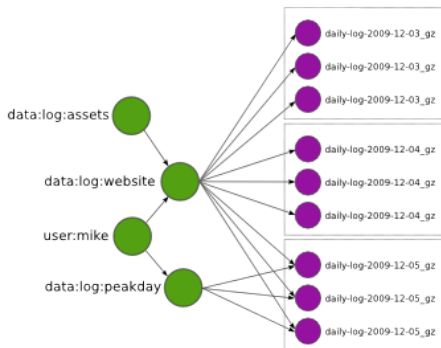 data:log:assets
data:log:website
user:mike
data:log:peakday
daily-log-2009-12-03_gz
daily-log-2009-12-03_gz
daily-log-2009-12-03_gz
daily-log-2009-12-04_gz
daily-log-2009-12-04_gz
daily-log-2009-12-04_gz
daily-log-2009-12-05_gz
daily-log-2009-12-05_gz
daily-log-2009-12-05_gz